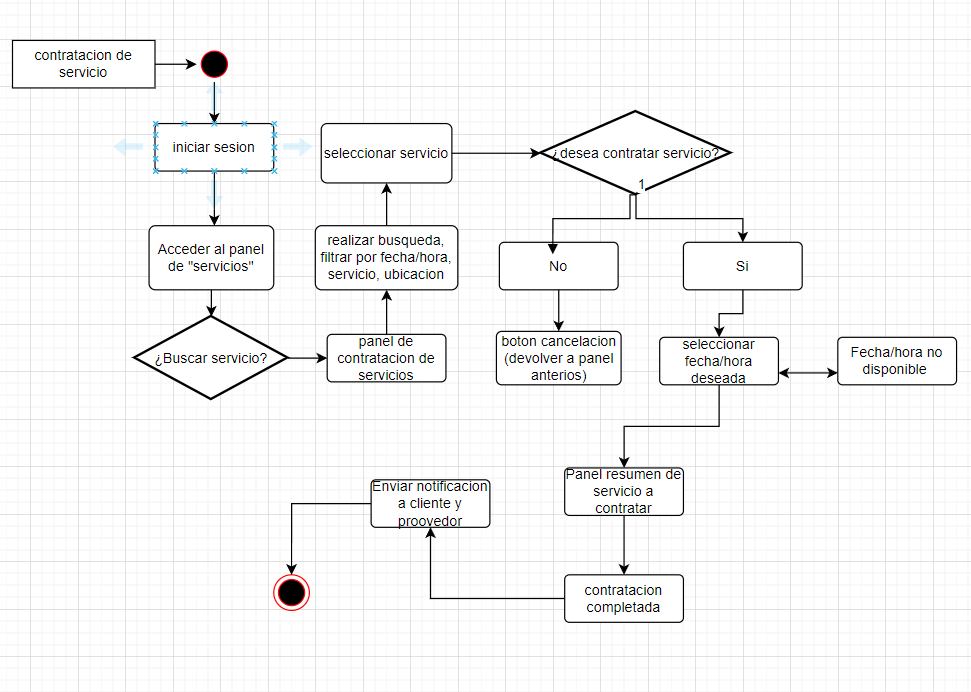 contratacion de
servicio
iniciar sesion
seleccionar servicio
¿desea contratar servicio?
1
Acceder al panel
de "servicios"
realizar busqueda,
filtrar por fecha/hora,
servicio, ubicacion
No
Si
¿Buscar servicio?
panel de
contratacion de
servicios
boton cancelacion
(devolver a panel
anterios)
seleccionar
fecha/hora
deseada
Fecha/hora no
disponible
Enviar notificacion
a cliente y
proovedor
Panel resumen de
servicio a
contratar
contratacion
completada